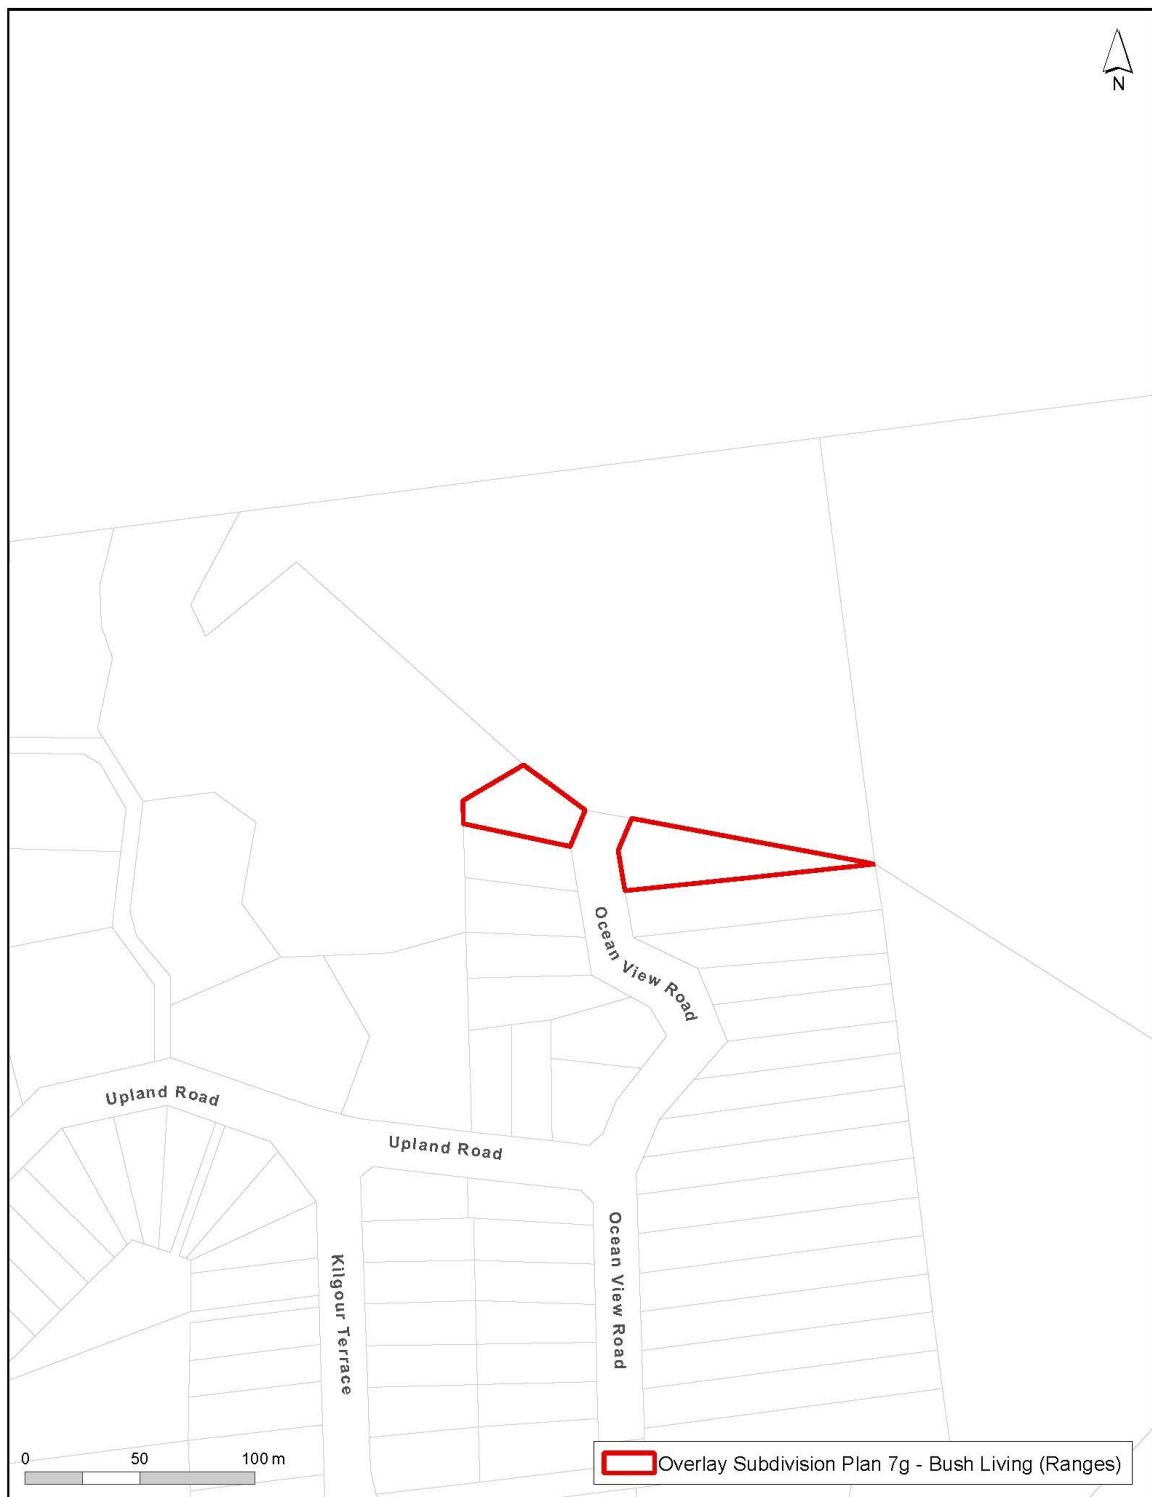 N
Ocean View Road
Upland Road
Upland Road
Ocean View Road
Kilgour Terrace
0 50 100 m
Overlay Subdivision Plan 7g - Bush Living (Ranges)